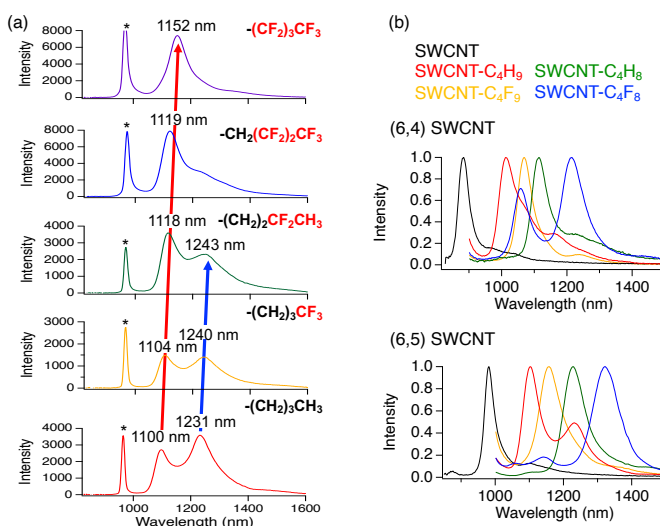 (a)
8000
6000
4000
2000
0
Intensity
*
1152 nm
-(CF2)3CF3
8000
6000
4000
2000
0
Intensity
*
1119 nm
-CH2(CF2)2CF3
5000
4000
3000
2000
1000
0
Intensity
*
1118 nm
1243 nm
-(CH2)2CF2CH3
3000
2000
1000
0
Intensity
*
1104 nm
1240 nm
-(CH2)3CF3
5000
4000
3000
2000
1000
0
Intensity
*
1100 nm
1231 nm
-(CH2)3CH3
1000 1200 1400 1600
Wavelength (nm)
(b)
SWCNT
SWCNT-C4H9 SWCNT-C4H8
SWCNT-C4F9 SWCNT-C4F8
(6,4) SWCNT
1.0
0.8
0.6
0.4
0.2
0
Intensity
1000 1200 1400
Wavelength (nm)
(6,5) SWCNT
1.0
0.8
0.6
0.4
0.2
0
Intensity
1000 1200 1400
Wavelength (nm)